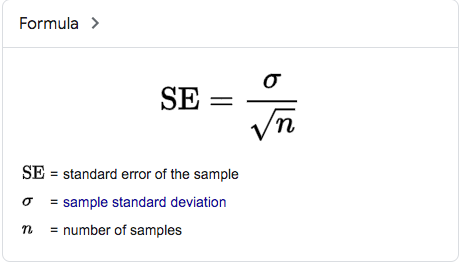 Formula >
SE = σ / √n
SE = standard error of the sample
σ = sample standard deviation
n = number of samples